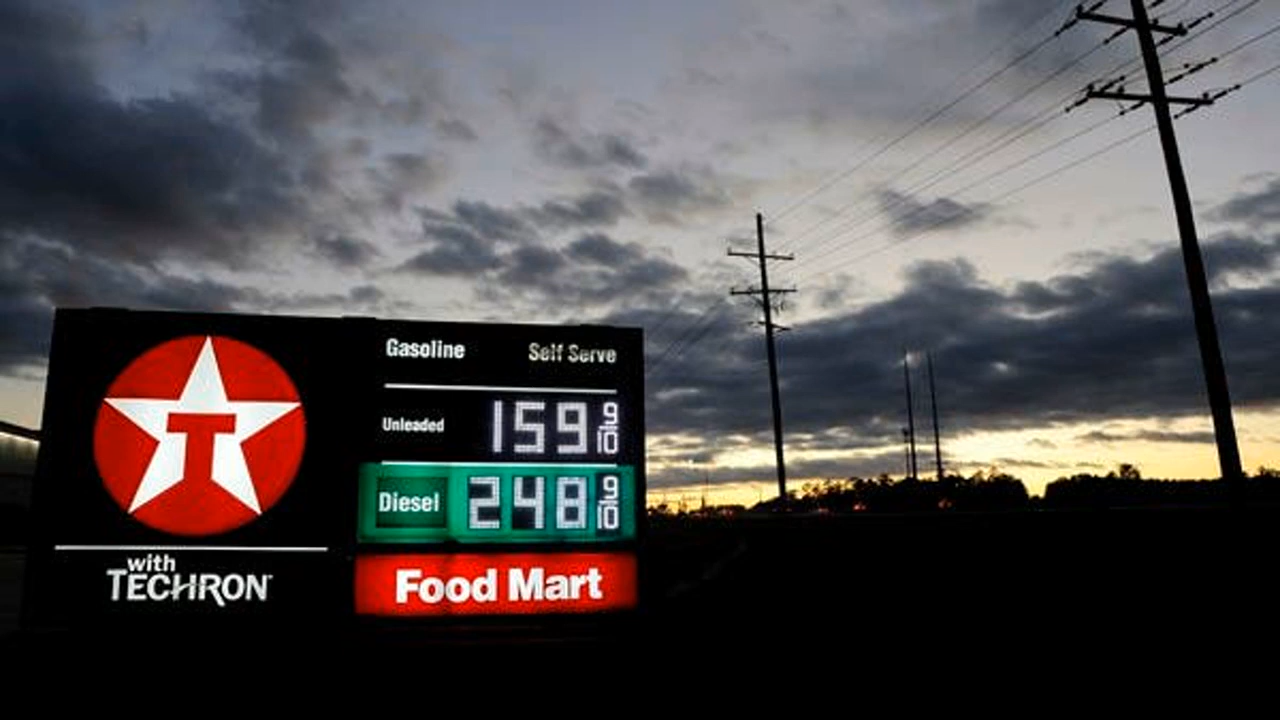 T
with
TECHRON
Gasoline Self Serve
Unleaded 159 9/10
Diesel 248 9/10
Food Mart